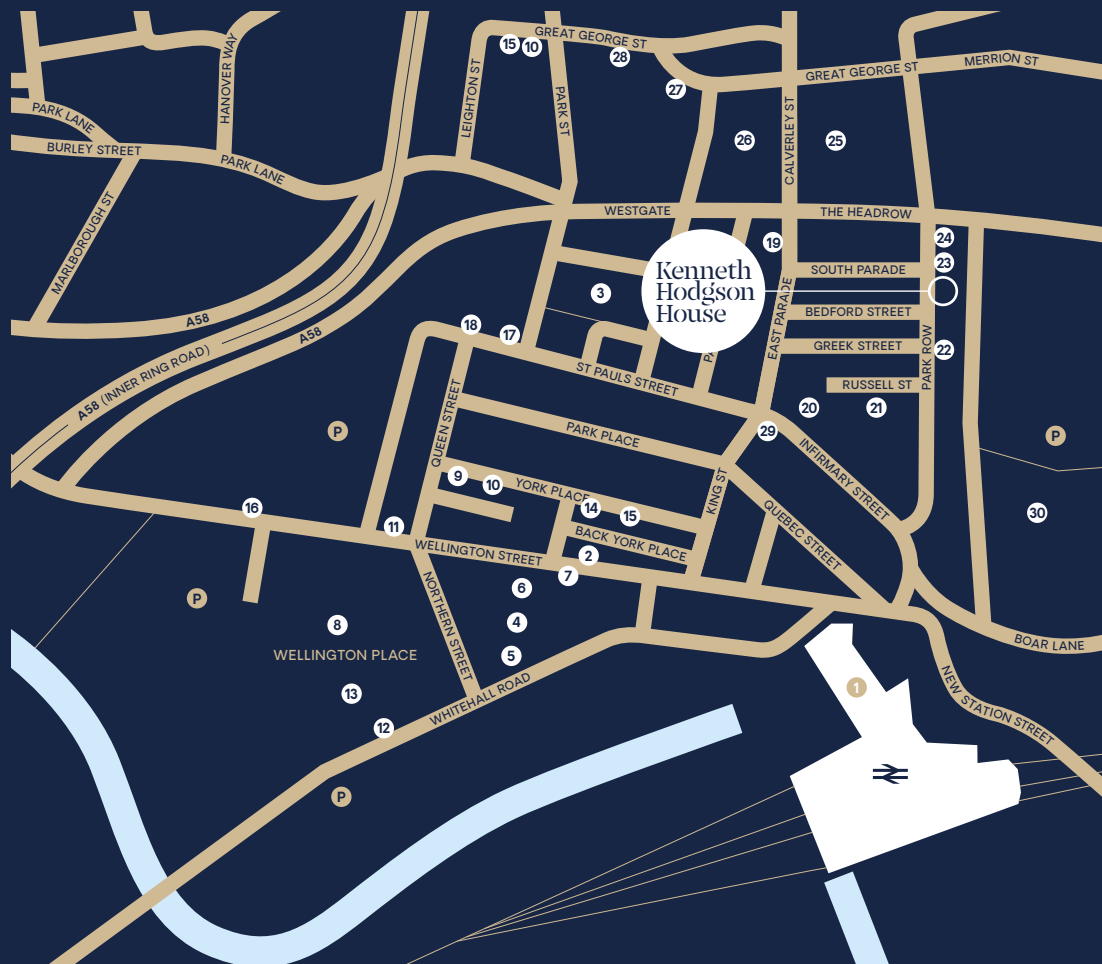 GREAT GEORGE ST
15
10
28
HANOVER WAY
LEIGHTON ST
PARK ST
27
GREAT GEORGE ST
MERRION ST
PARK LANE
BURLEY STREET
PARK LANE
26
25
CALVERLEY ST
MARLBOROUGH ST
WESTGATE
THE HEADROW
24
19
23
SOUTH PARADE
Kenneth
Hodgson
House
3
EAST PARADE
BEDFORD STREET
A58
A58
18
17
GREEK STREET
22
PARK ROW
A58 (INNER RING ROAD)
ST PAULS STREET
RUSSELL ST
20
21
P
QUEEN STREET
PARK PLACE
29
INFIRMARY STREET
P
9
10
YORK PLACE
14
15
KING ST
QUEBEC STREET
16
11
30
WELLINGTON STREET
BACK YORK PLACE
2
7
6
P
NORTHERN STREET
8
4
WELLINGTON PLACE
5
BOAR LANE
13
WHITEHALL ROAD
1
NEW STATION STREET
12
P